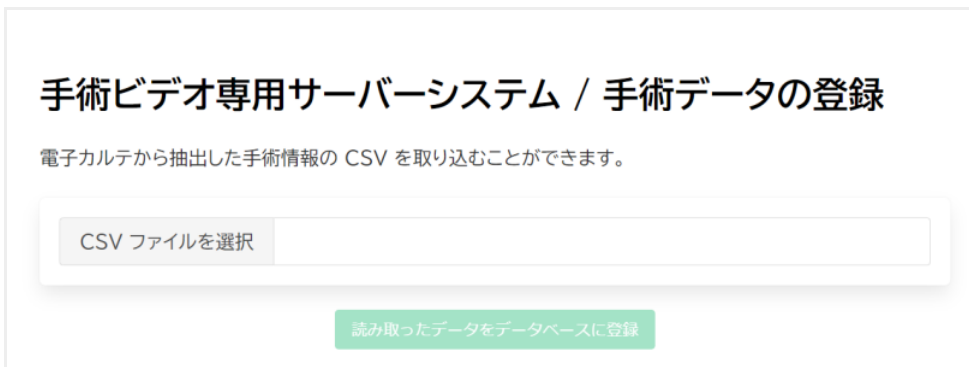 手術ビデオ専用サーバーシステム / 手術データの登録
電子カルテから抽出した手術情報の CSV を取り込むことができます。
CSV ファイルを選択
読み取ったデータをデータベースに登録